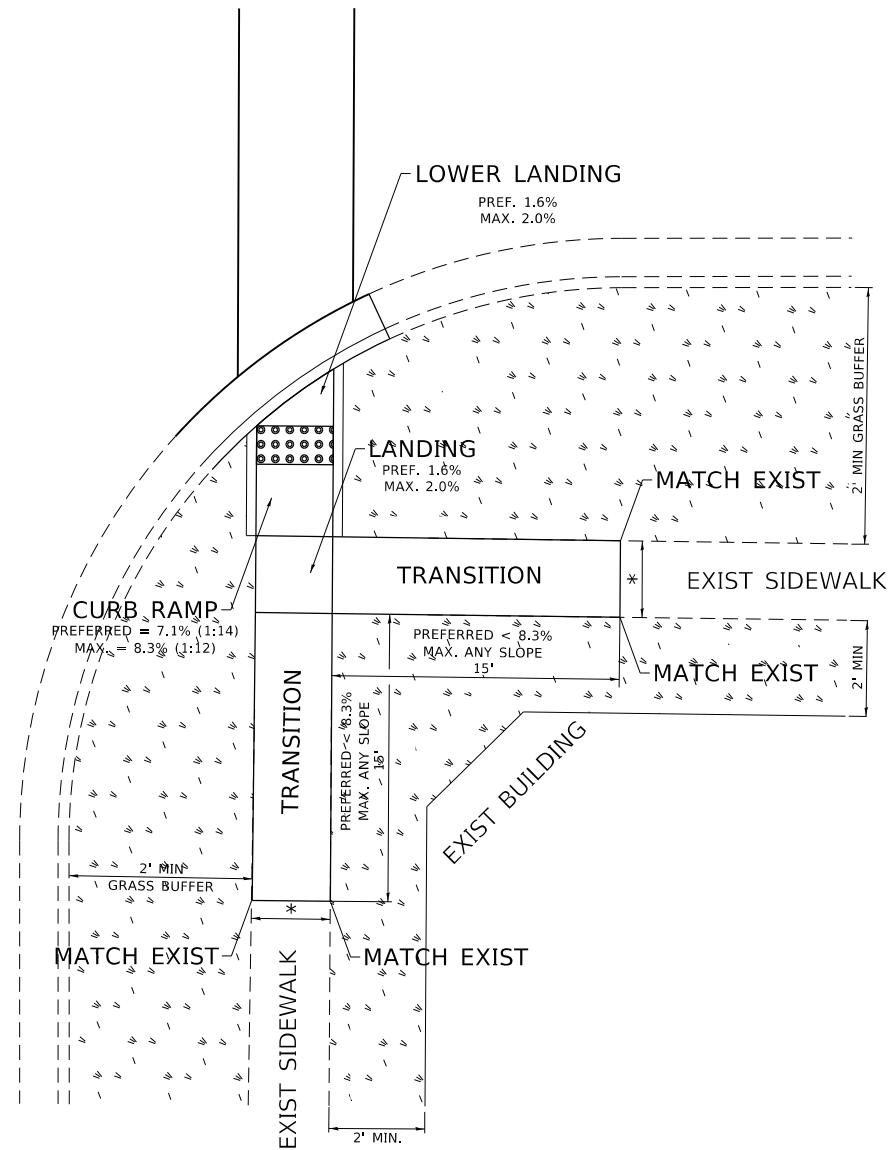 LOWER LANDING
PREF. 1.6%
MAX. 2.0%
2' MIN GRASS BUFFER
LANDING
PREF. 1.6%
MAX. 2.0%
MATCH EXIST
TRANSITION
*
EXIST SIDEWALK
CURB RAMP
PREFERRED = 7.1% (1:14)
MAX. = 8.3% (1:12)
PREFERRED < 8.3%
MAX. ANY SLOPE
15'
MATCH EXIST
2' MIN
TRANSITION
PREFERRED < 8.3%
MAX. ANY SLOPE
15'
EXIST BUILDING
2' MIN
GRASS BUFFER
*
MATCH EXIST
MATCH EXIST
EXIST SIDEWALK
2' MIN.